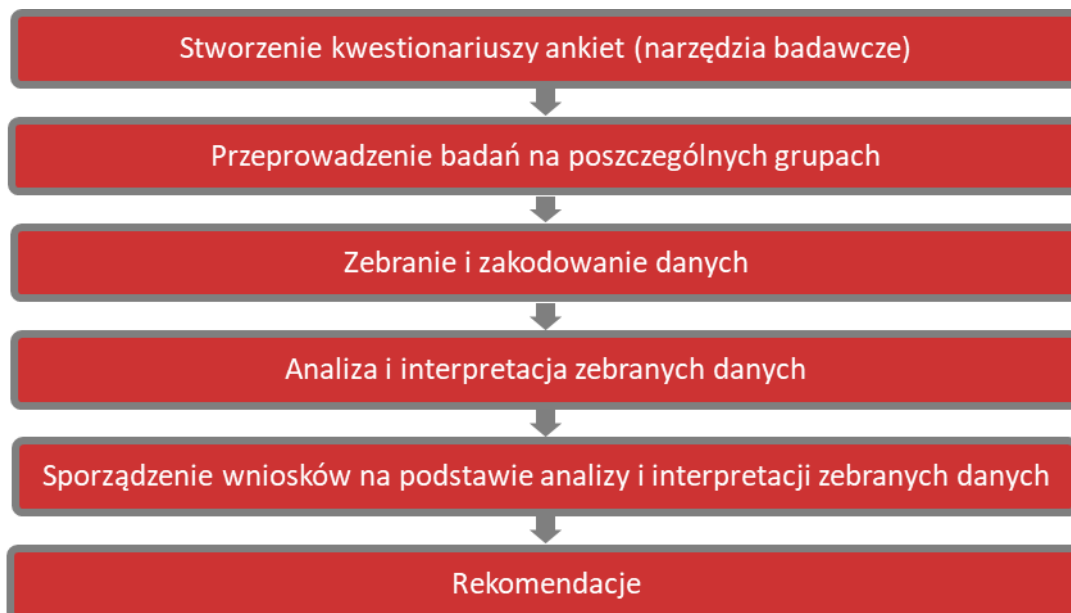 Stworzenie kwestionariuszy ankiet (narzędzia badawcze)
Przeprowadzenie badań na poszczególnych grupach
Zebranie i zakodowanie danych
Analiza i interpretacja zebranych danych
Sporządzenie wniosków na podstawie analizy i interpretacji zebranych danych
Rekomendacje